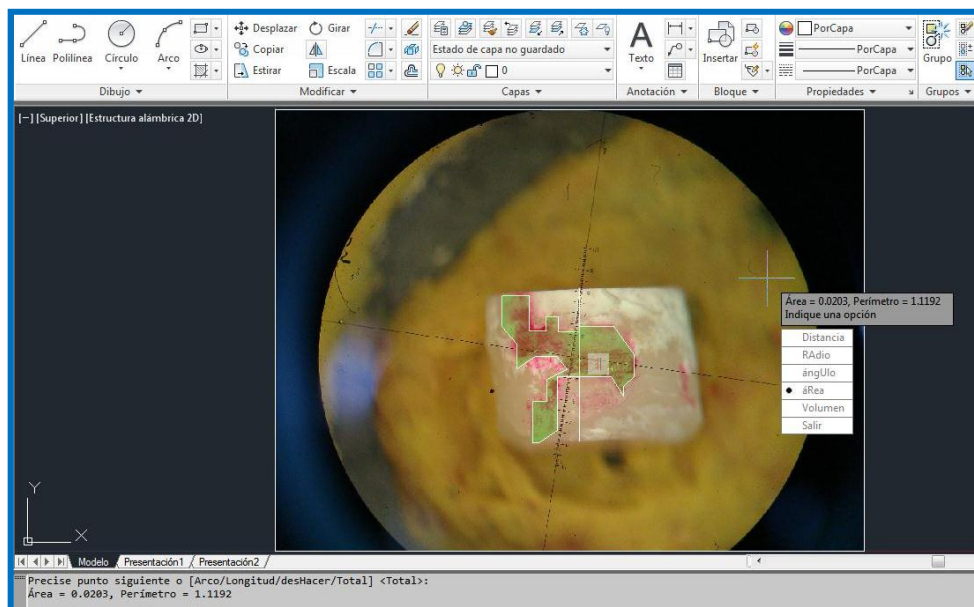 Línea Polilínea Círculo Arco
Desplazar Girar
Copiar
Estirar Escala
Estado de capa no guardado
0
Texto
Insertar
PorCapa
PorCapa
PorCapa
Grupo
Dibujo Modificar Capas Anotación Bloque Propiedades Grupos
[−][Superior][Estructura alámbrica 2D]
Área = 0.0203, Perímetro = 1.1192
Indique una opción
Distancia
RAdio
ángUlo
áRea
Volumen
Salir
Y
X
Modelo Presentación1 Presentación2
Precise punto siguiente o [Arco/Longitud/desHacer/Total] <Total>:
Área = 0.0203, Perímetro = 1.1192